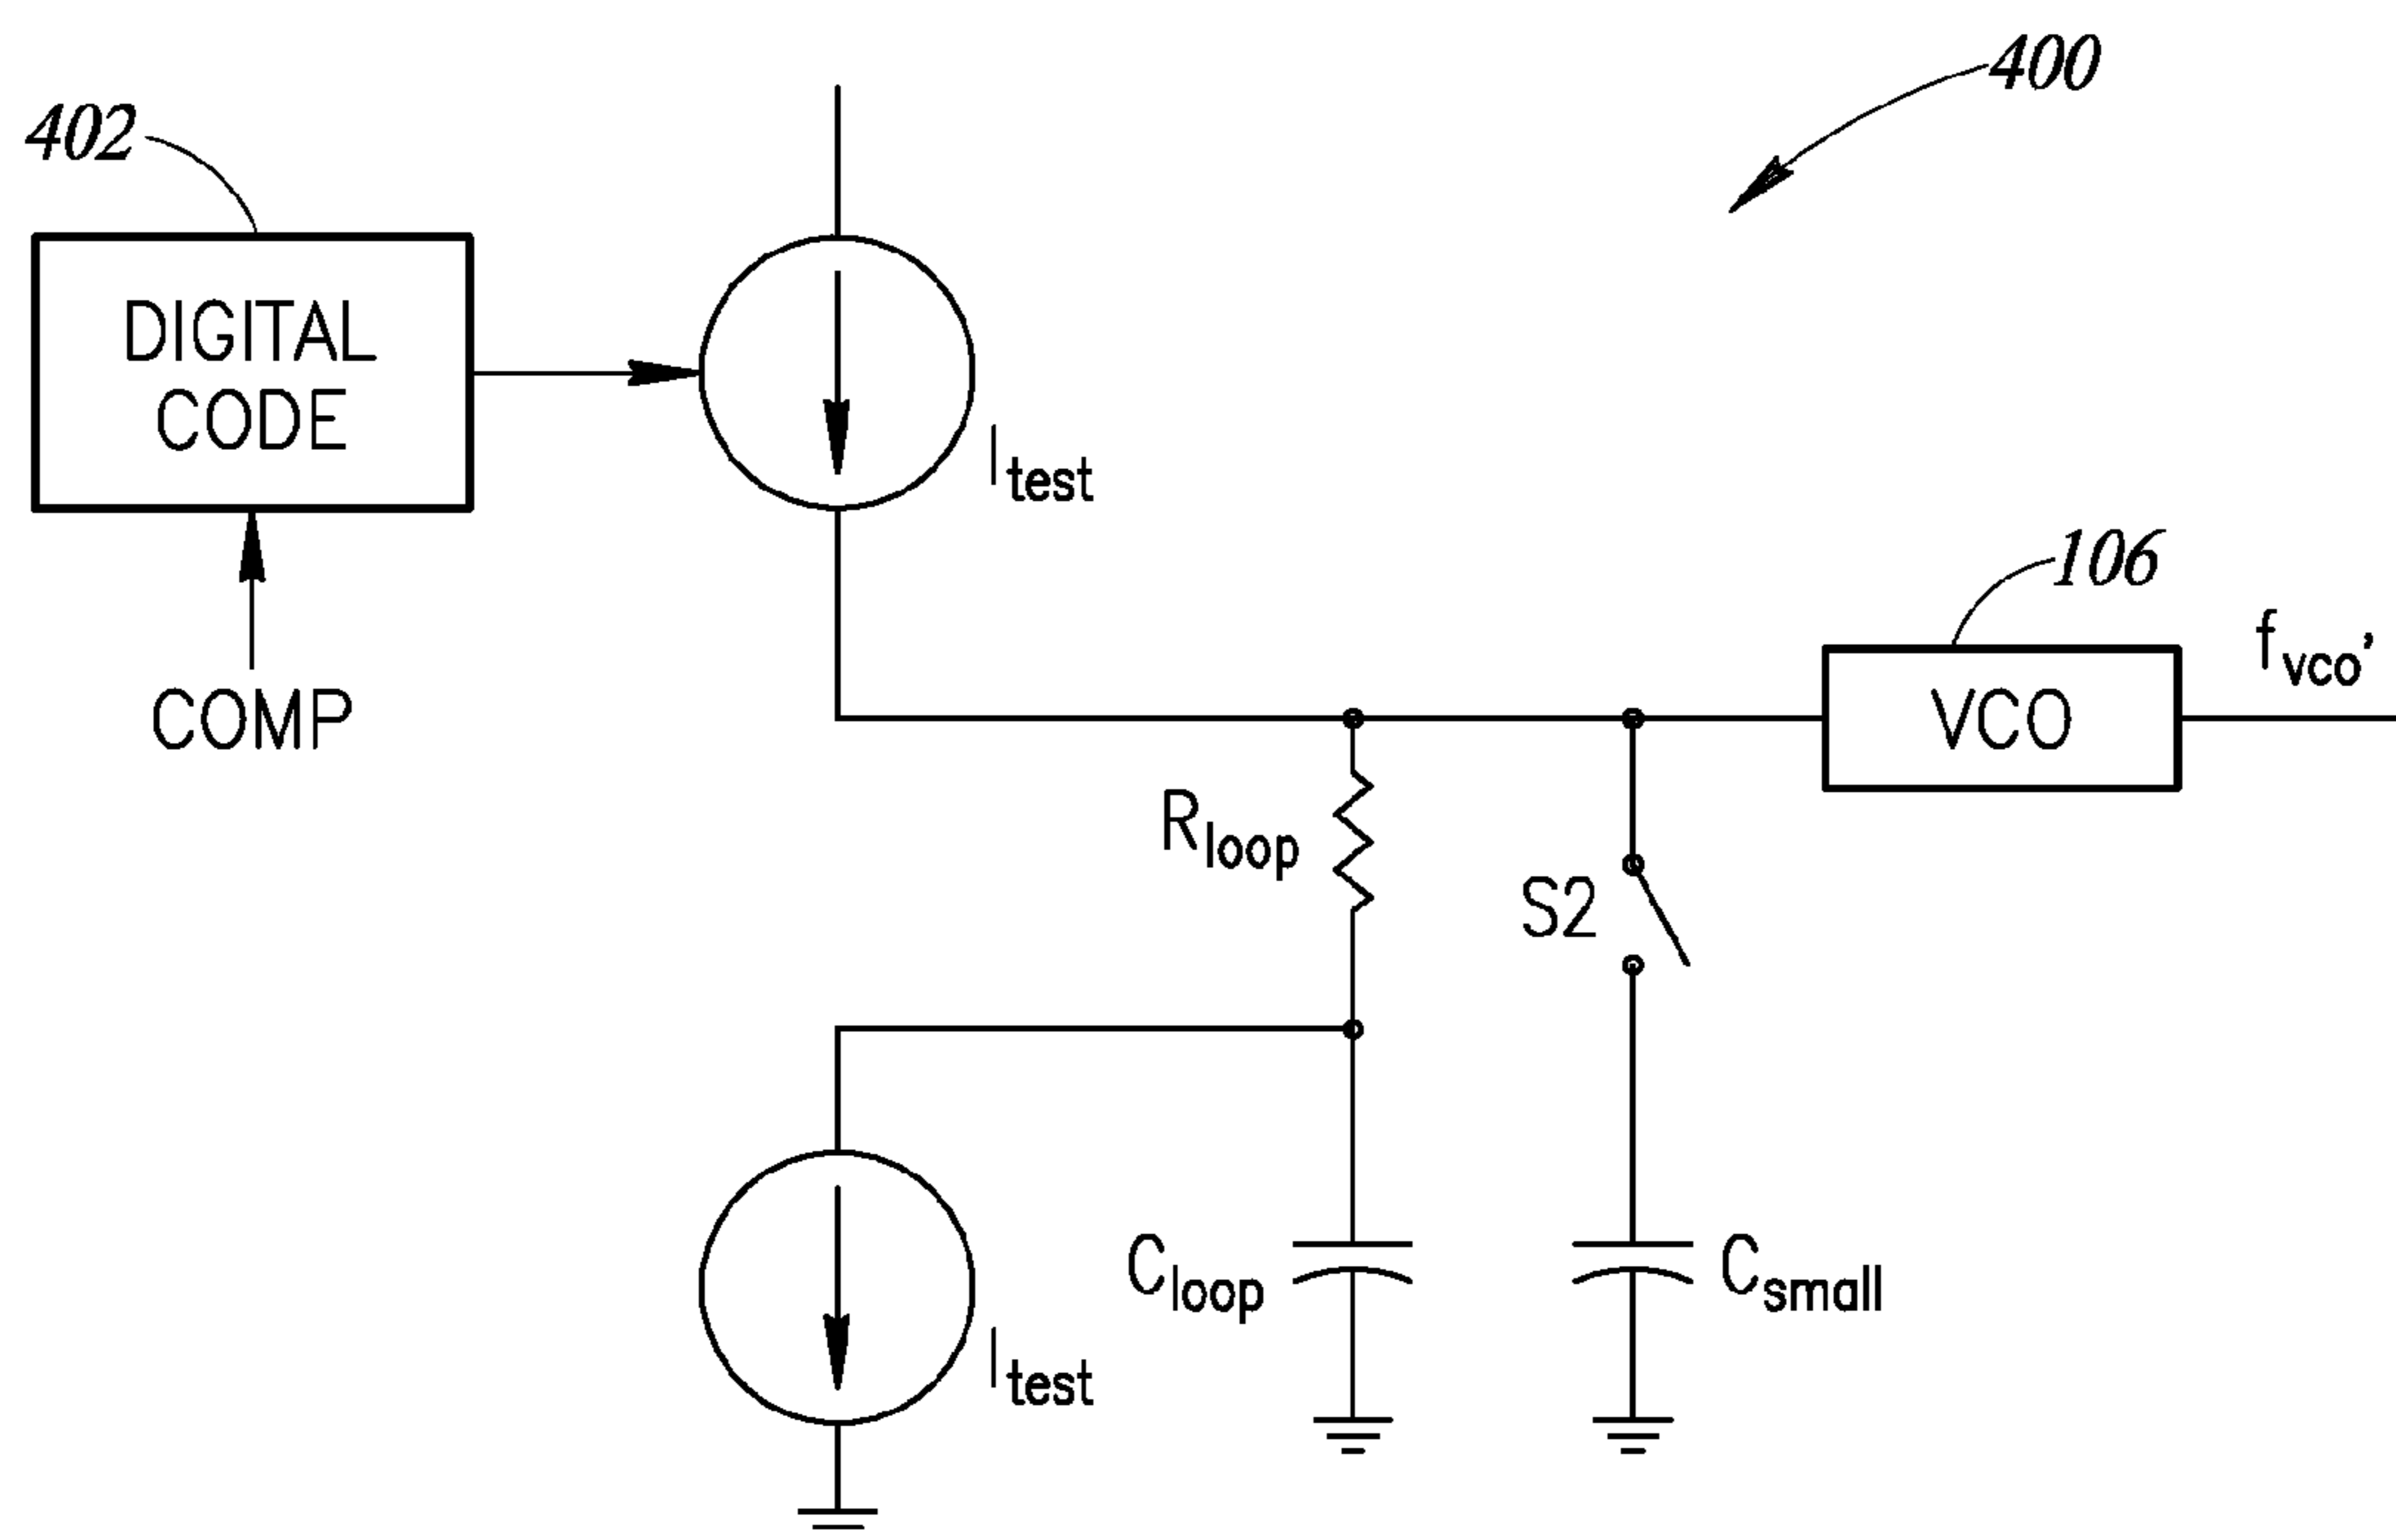 400
402
DIGITAL
CODE
Itest
106
fvco'
COMP
VCO
Rloop
S2
Cloop
Csmall
Itest